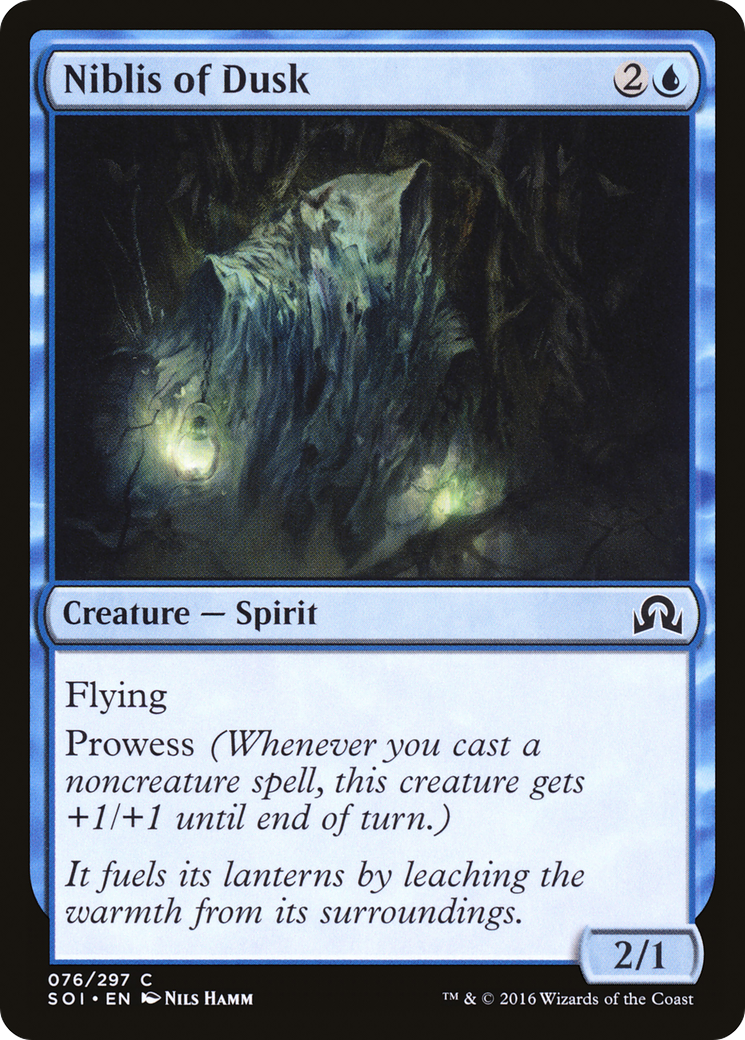 Niblis of Dusk 2
Creature — Spirit
Flying
Prowess (Whenever you cast a
noncreature spell, this creature gets
+1/+1 until end of turn.)
It fuels its lanterns by leaching the
warmth from its surroundings.
2/1
076/297 C
SOI • EN Nils Hamm
™ & © 2016 Wizards of the Coast